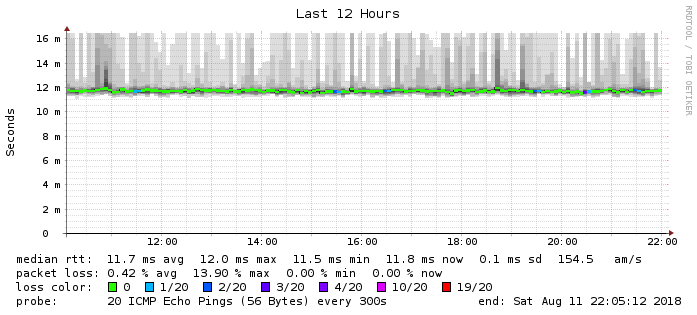 Last 12 Hours
RRDTOOL / TOBI OETIKER
Seconds
16 m
14 m
12 m
10 m
8 m
6 m
4 m
2 m
0
12:00 14:00 16:00 18:00 20:00 22:00
median rtt: 11.7 ms avg 12.0 ms max 11.5 ms min 11.8 ms now 0.1 ms sd 154.5 am/s
packet loss: 0.42 % avg 13.90 % max 0.00 % min 0.00 % now
loss color: 0 1/20 2/20 3/20 4/20 10/20 19/20
probe: 20 ICMP Echo Pings (56 Bytes) every 300s end: Sat Aug 11 22:05:12 2018